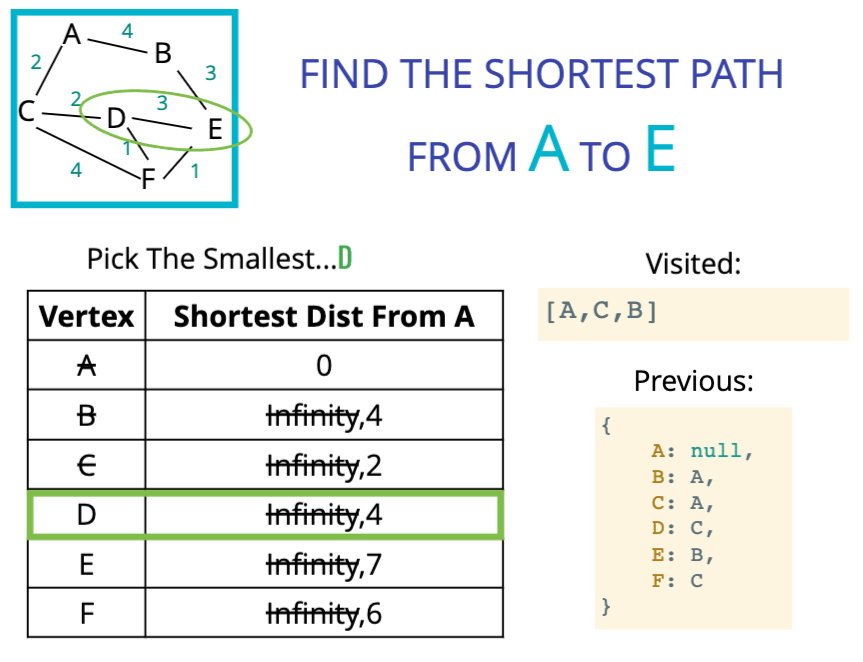 A 4 B
2 3
C 2 D 3 E
1
4 F 1
FIND THE SHORTEST PATH
FROM A TO E
Pick The Smallest...D
Vertex Shortest Dist From A
A 0
B Infinity,4
C Infinity,2
D Infinity,4
E Infinity,7
F Infinity,6
Visited:
[A,C,B]
Previous:
{
A: null,
B: A,
C: A,
D: C,
E: B,
F: C
}